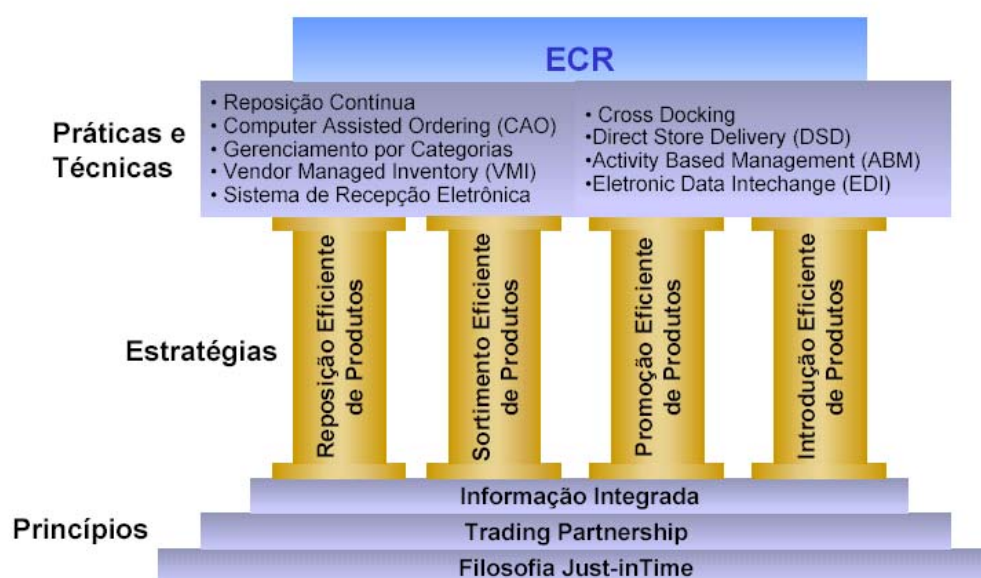 ECR
Práticas e
Técnicas
• Reposição Contínua
• Computer Assisted Ordering (CAO)
• Gerenciamento por Categorias
• Vendor Managed Inventory (VMI)
• Sistema de Recepção Eletrônica
• Cross Docking
•Direct Store Delivery (DSD)
•Activity Based Management (ABM)
•Eletronic Data Intechange (EDI)
Estratégias
Reposição Eficiente
de Produtos
Sortimento Eficiente
de Produtos
Promoção Eficiente
de Produtos
Introdução Eficiente
de Produtos
Princípios
Informação Integrada
Trading Partnership
Filosofia Just-inTime